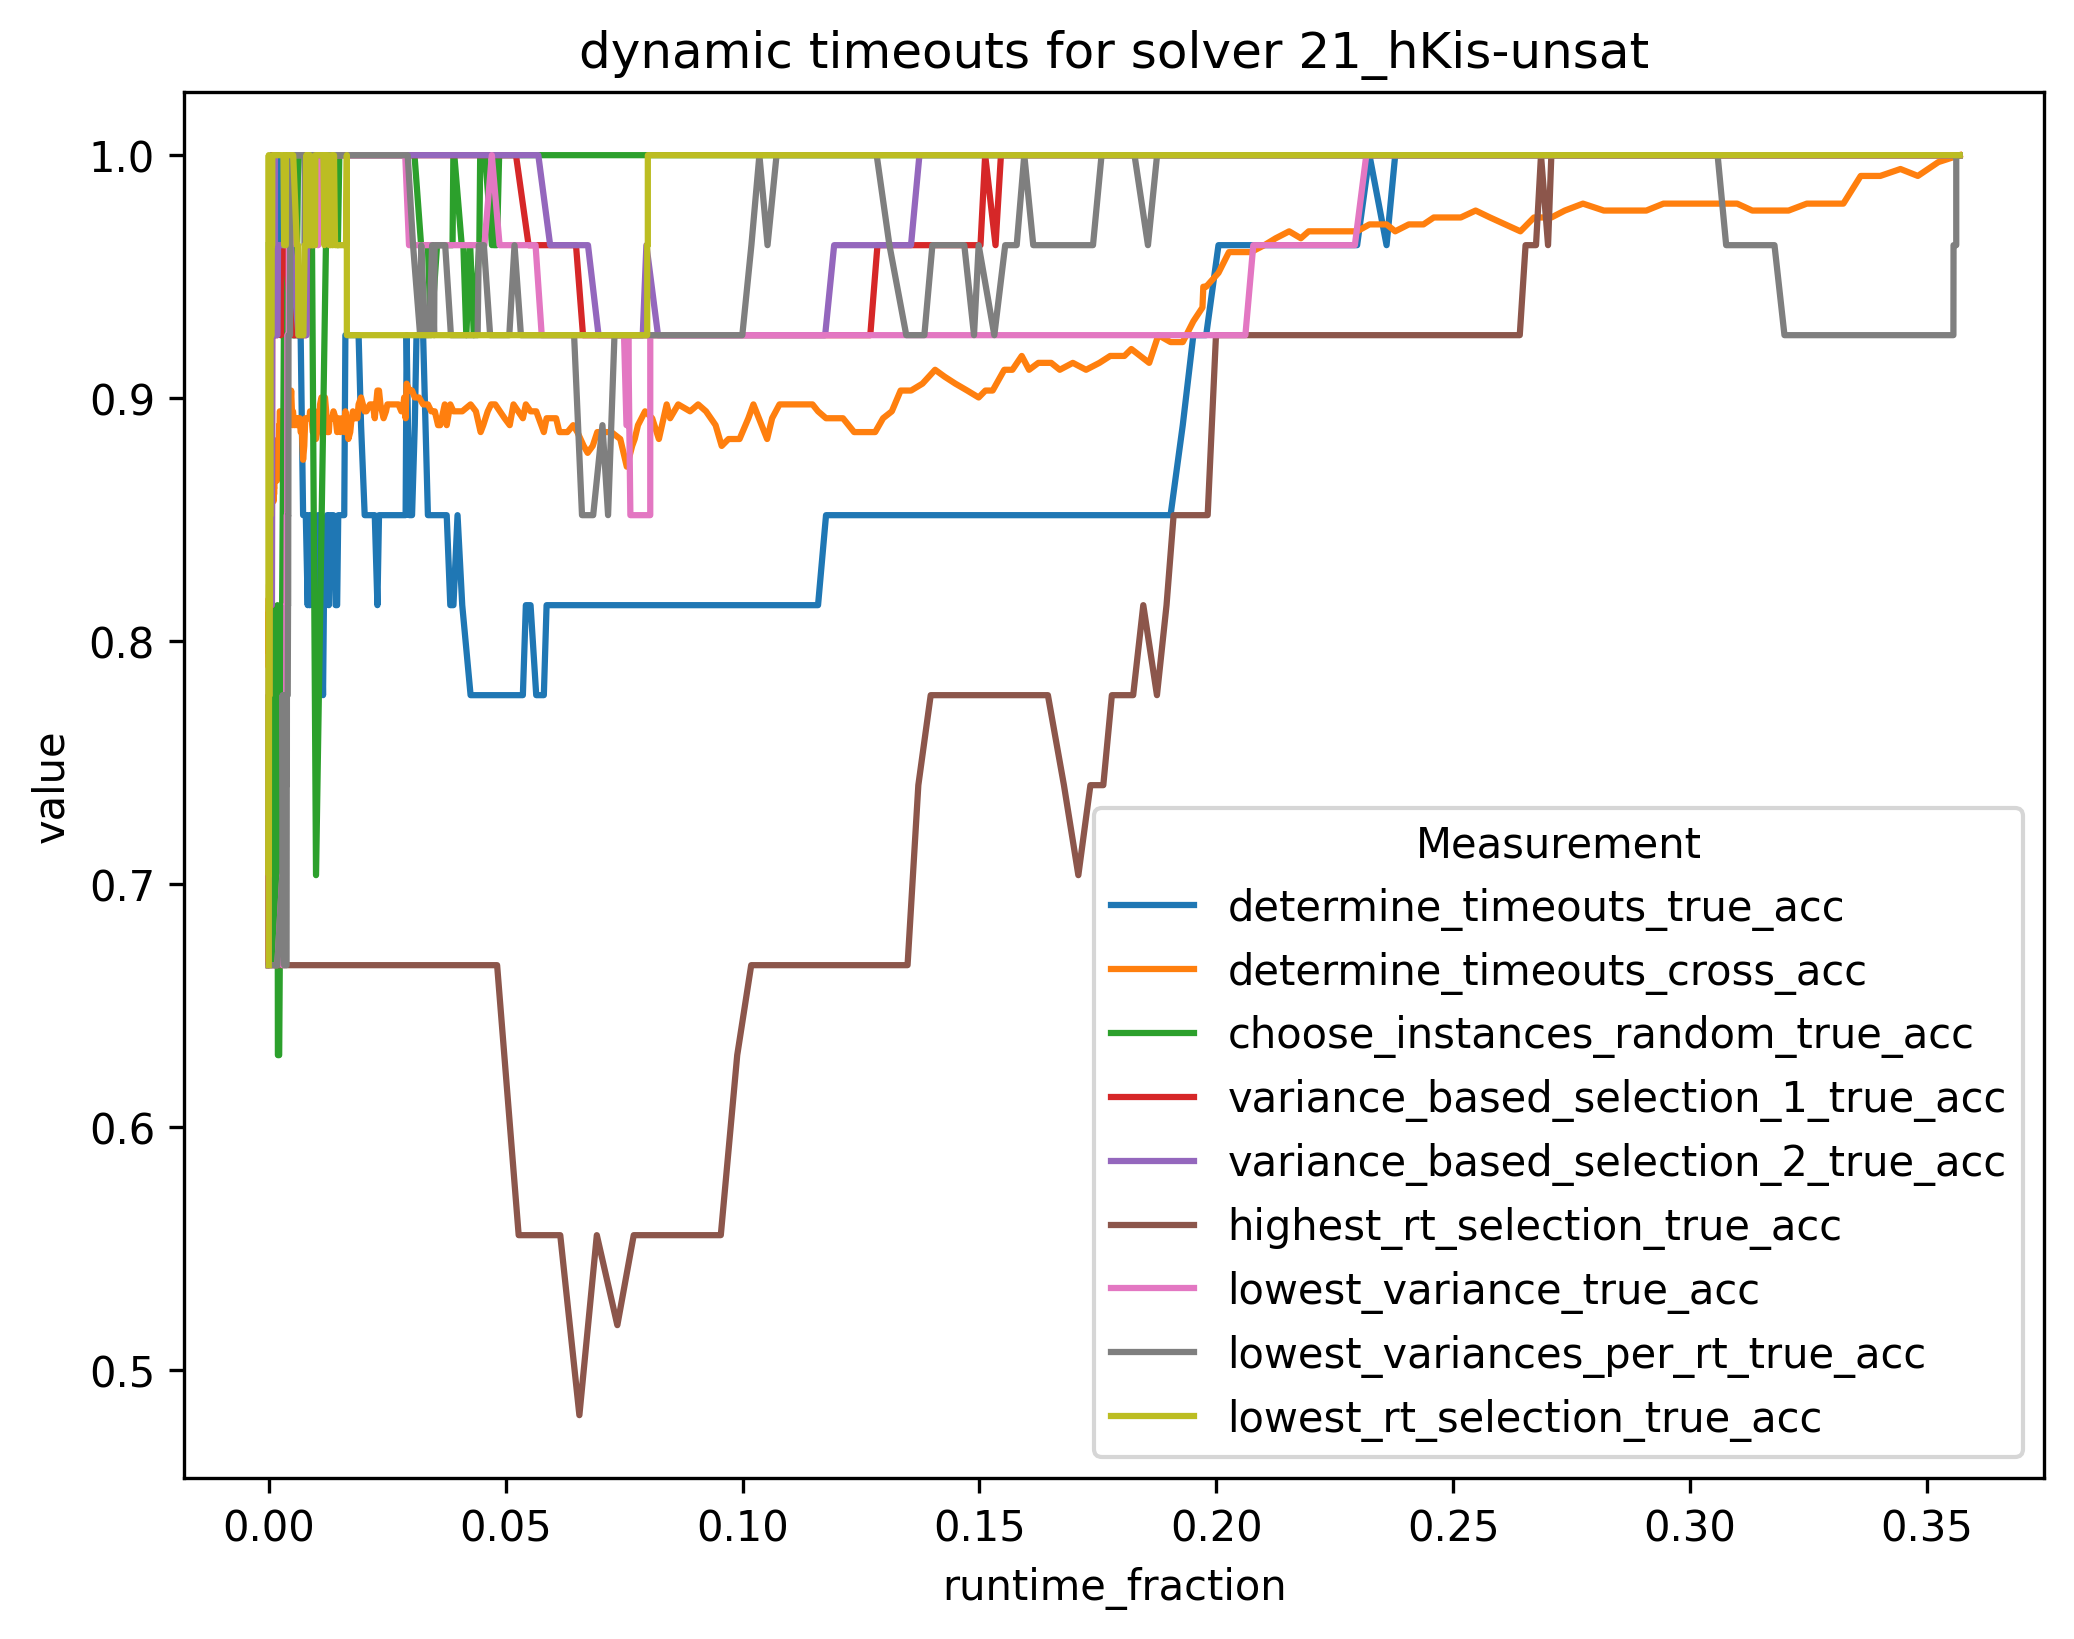 dynamic timeouts for solver 21_hKis-unsat
1.0
0.9
0.8
0.7
0.6
0.5
value
0.00 0.05 0.10 0.15 0.20 0.25 0.30 0.35
runtime_fraction
Measurement
determine_timeouts_true_acc
determine_timeouts_cross_acc
choose_instances_random_true_acc
variance_based_selection_1_true_acc
variance_based_selection_2_true_acc
highest_rt_selection_true_acc
lowest_variance_true_acc
lowest_variances_per_rt_true_acc
lowest_rt_selection_true_acc